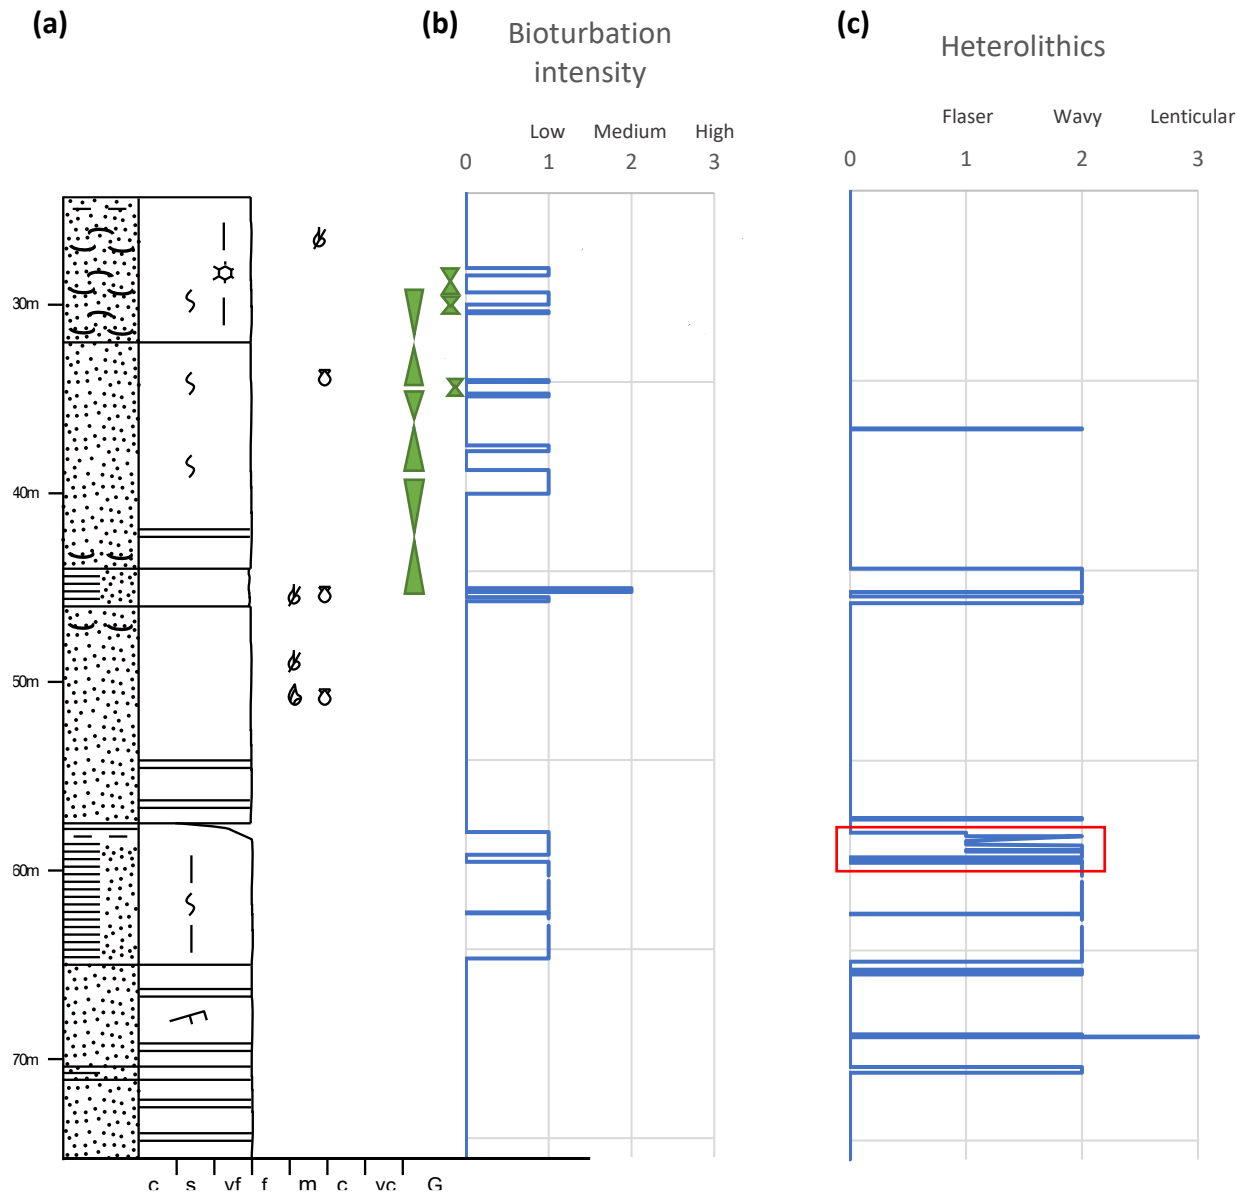 (a)
(b)
(c)
Bioturbation
intensity
Heterolithics
Low Medium High
Flaser Wavy Lenticular
0 1 2 3
0 1 2 3
30m
40m
50m
60m
70m
c s vf f m c vc G